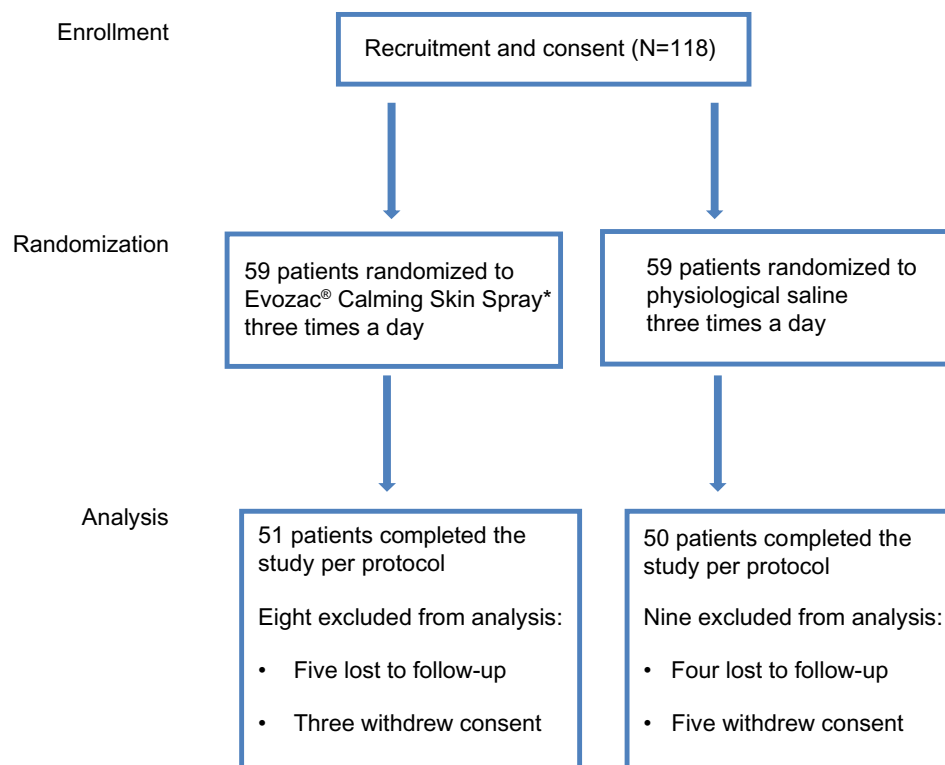 Enrollment
Recruitment and consent (N=118)
Randomization
59 patients randomized to
Evozac® Calming Skin Spray*
three times a day
59 patients randomized to
physiological saline
three times a day
Analysis
51 patients completed the
study per protocol
Eight excluded from analysis:
• Five lost to follow-up
• Three withdrew consent
50 patients completed the
study per protocol
Nine excluded from analysis:
• Four lost to follow-up
• Five withdrew consent